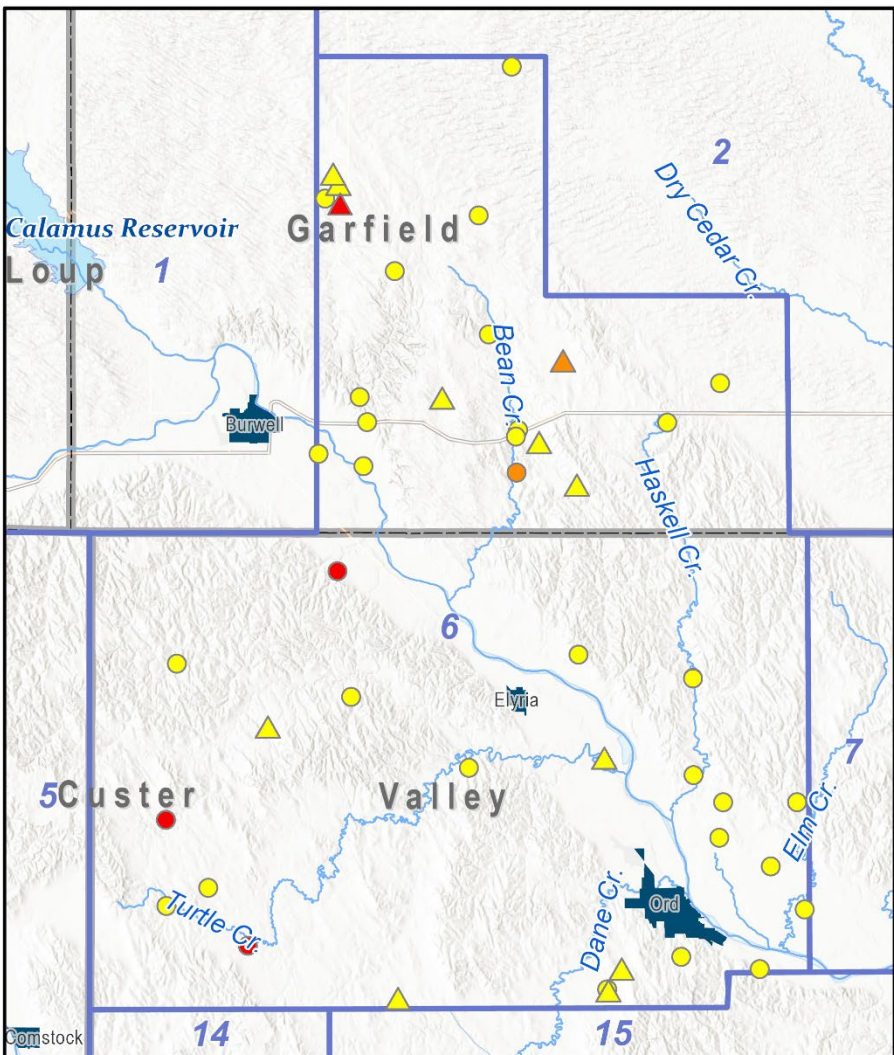 2
Dry Cedar Cr.
Calamus Reservoir
Garfield
Loup
1
Bean Cr.
Burwell
Haskell Cr.
6
Elyria
7
5
Custer
Valley
Elm Cr.
Turtle Cr.
Dane Cr.
Ord
14
15
Comstock